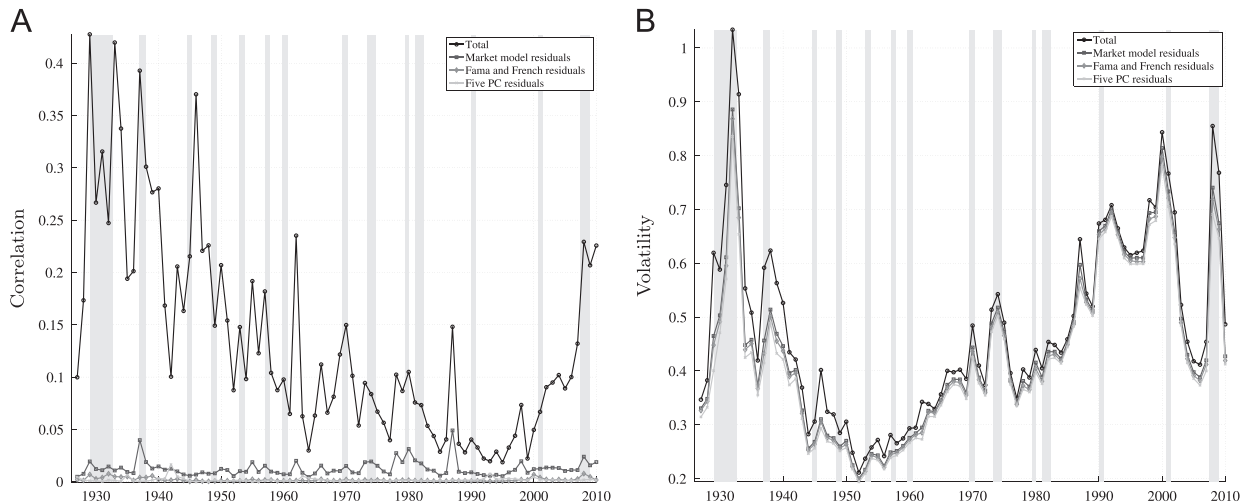 A
Correlation
0.4
0.35
0.3
0.25
0.2
0.15
0.1
0.05
0
1930 1940 1950 1960 1970 1980 1990 2000 2010
Total
Market model residuals
Fama and French residuals
Five PC residuals
B
Volatility
1
0.9
0.8
0.7
0.6
0.5
0.4
0.3
0.2
1930 1940 1950 1960 1970 1980 1990 2000 2010
Total
Market model residuals
Fama and French residuals
Five PC residuals